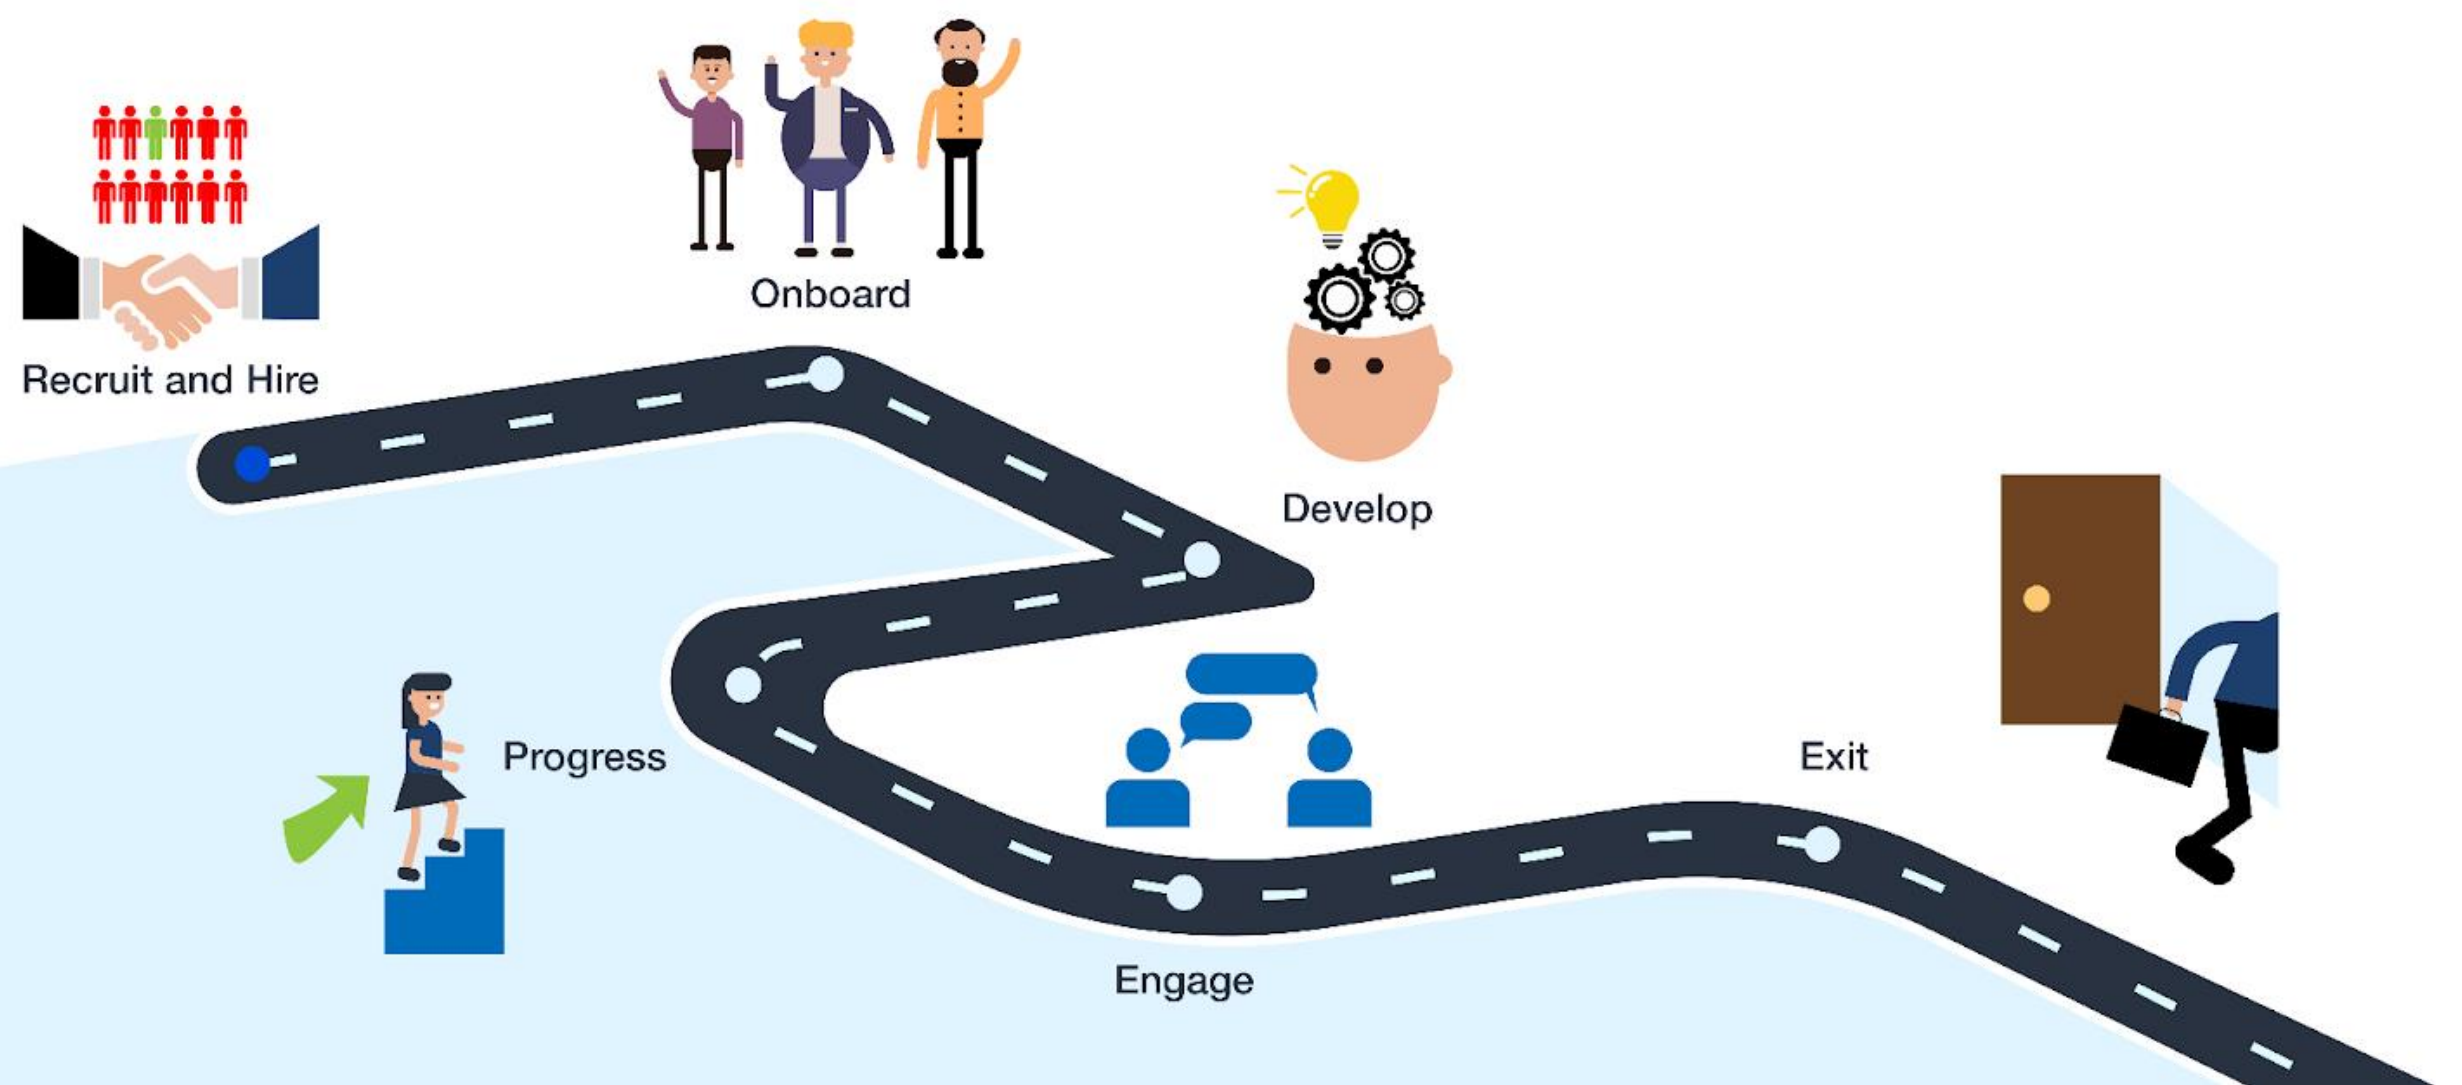 Recruit and Hire
Onboard
Develop
Progress
Engage
Exit